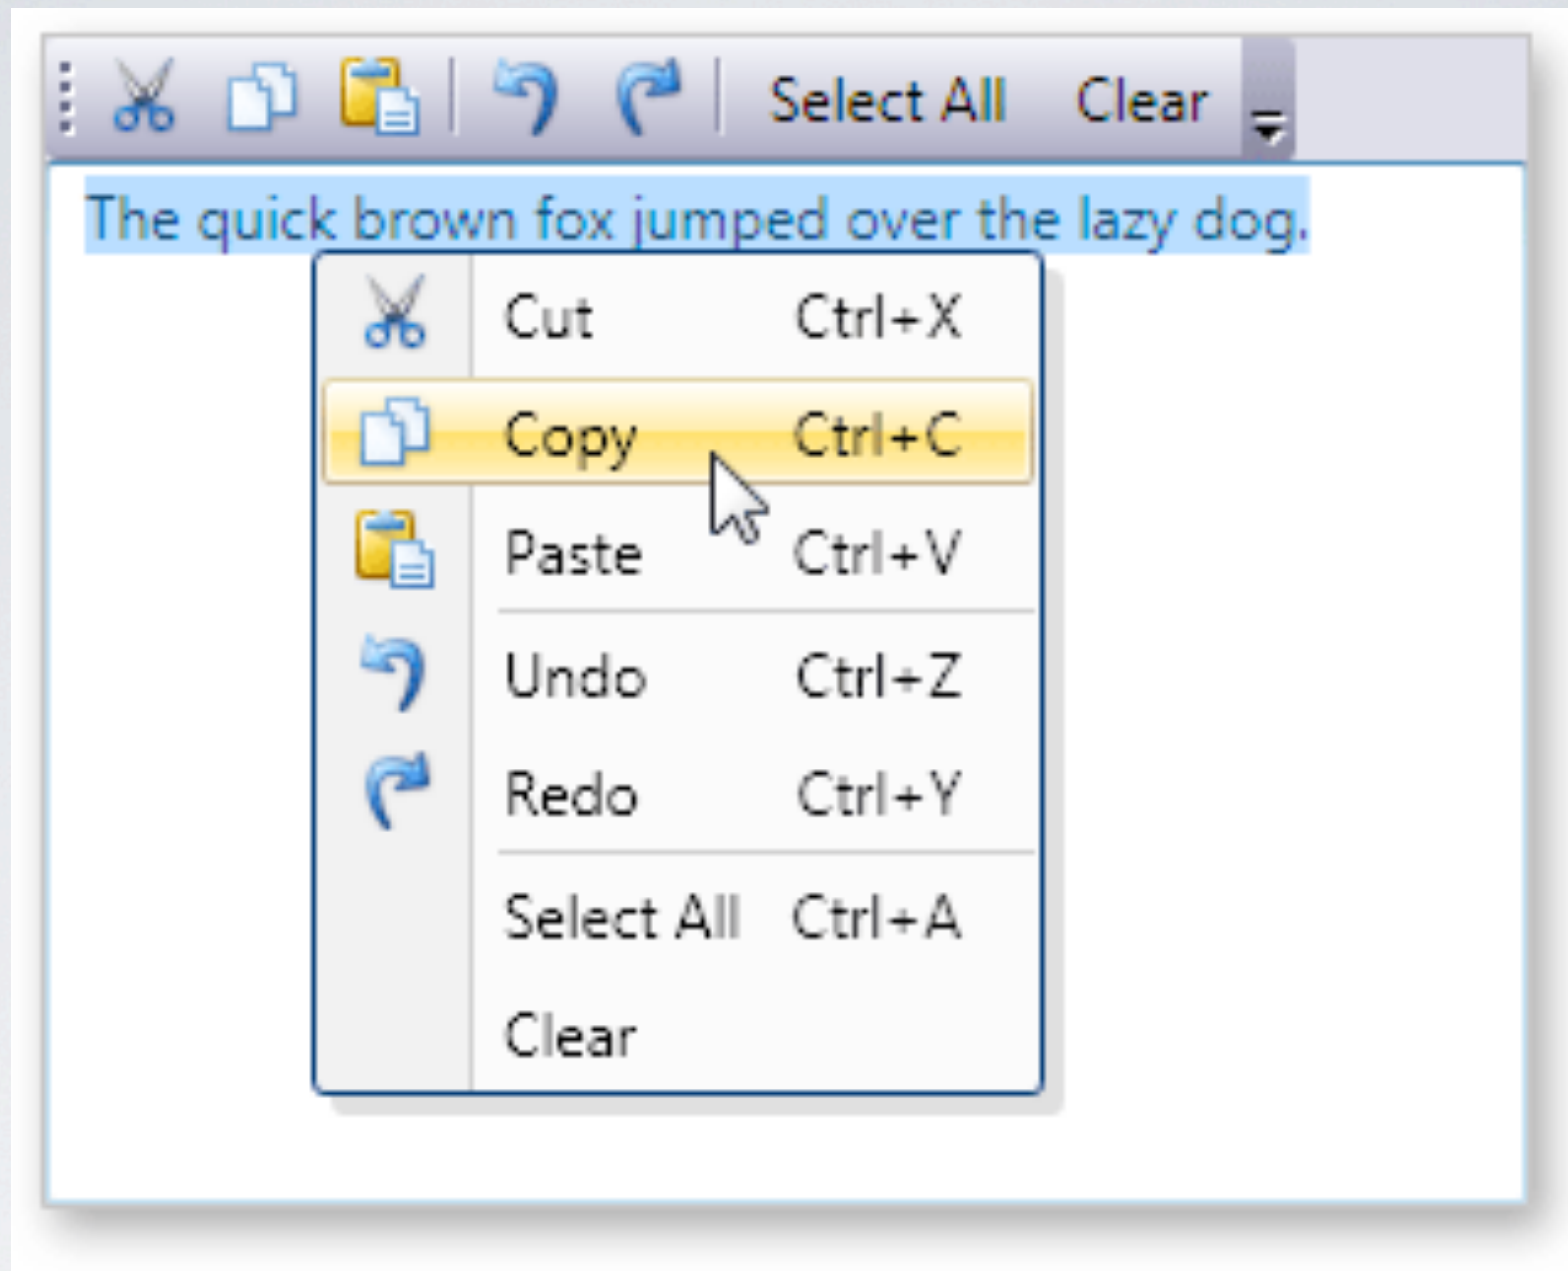 Select All Clear
The quick brown fox jumped over the lazy dog.
Cut Ctrl+X
Copy Ctrl+C
Paste Ctrl+V
Undo Ctrl+Z
Redo Ctrl+Y
Select All Ctrl+A
Clear